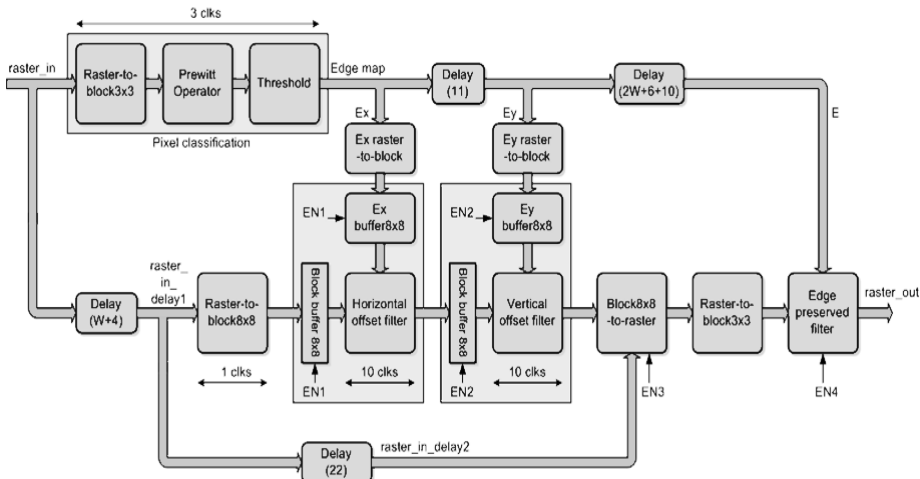 3 clks
raster_in
Raster-to-
block3x3
Prewitt
Operator
Threshold
Edge map
Pixel classification
Delay
(11)
Delay
(2W+6+10)
Ex
Ey
E
Ex raster
-to-block
Ey raster
-to-block
EN1
Ex
buffer8x8
EN2
Ey
buffer8x8
raster_
in_
delay1
Delay
(W+4)
Raster-to-
block8x8
Block buffer 8x8
Horizontal
offset filter
Block buffer 8x8
Vertical
offset filter
Block8x8
-to-raster
Raster-to-
block3x3
Edge
preserved
filter
raster_out
1 clks
EN1
10 clks
EN2
10 clks
EN3
EN4
Delay
(22)
raster_in_delay2